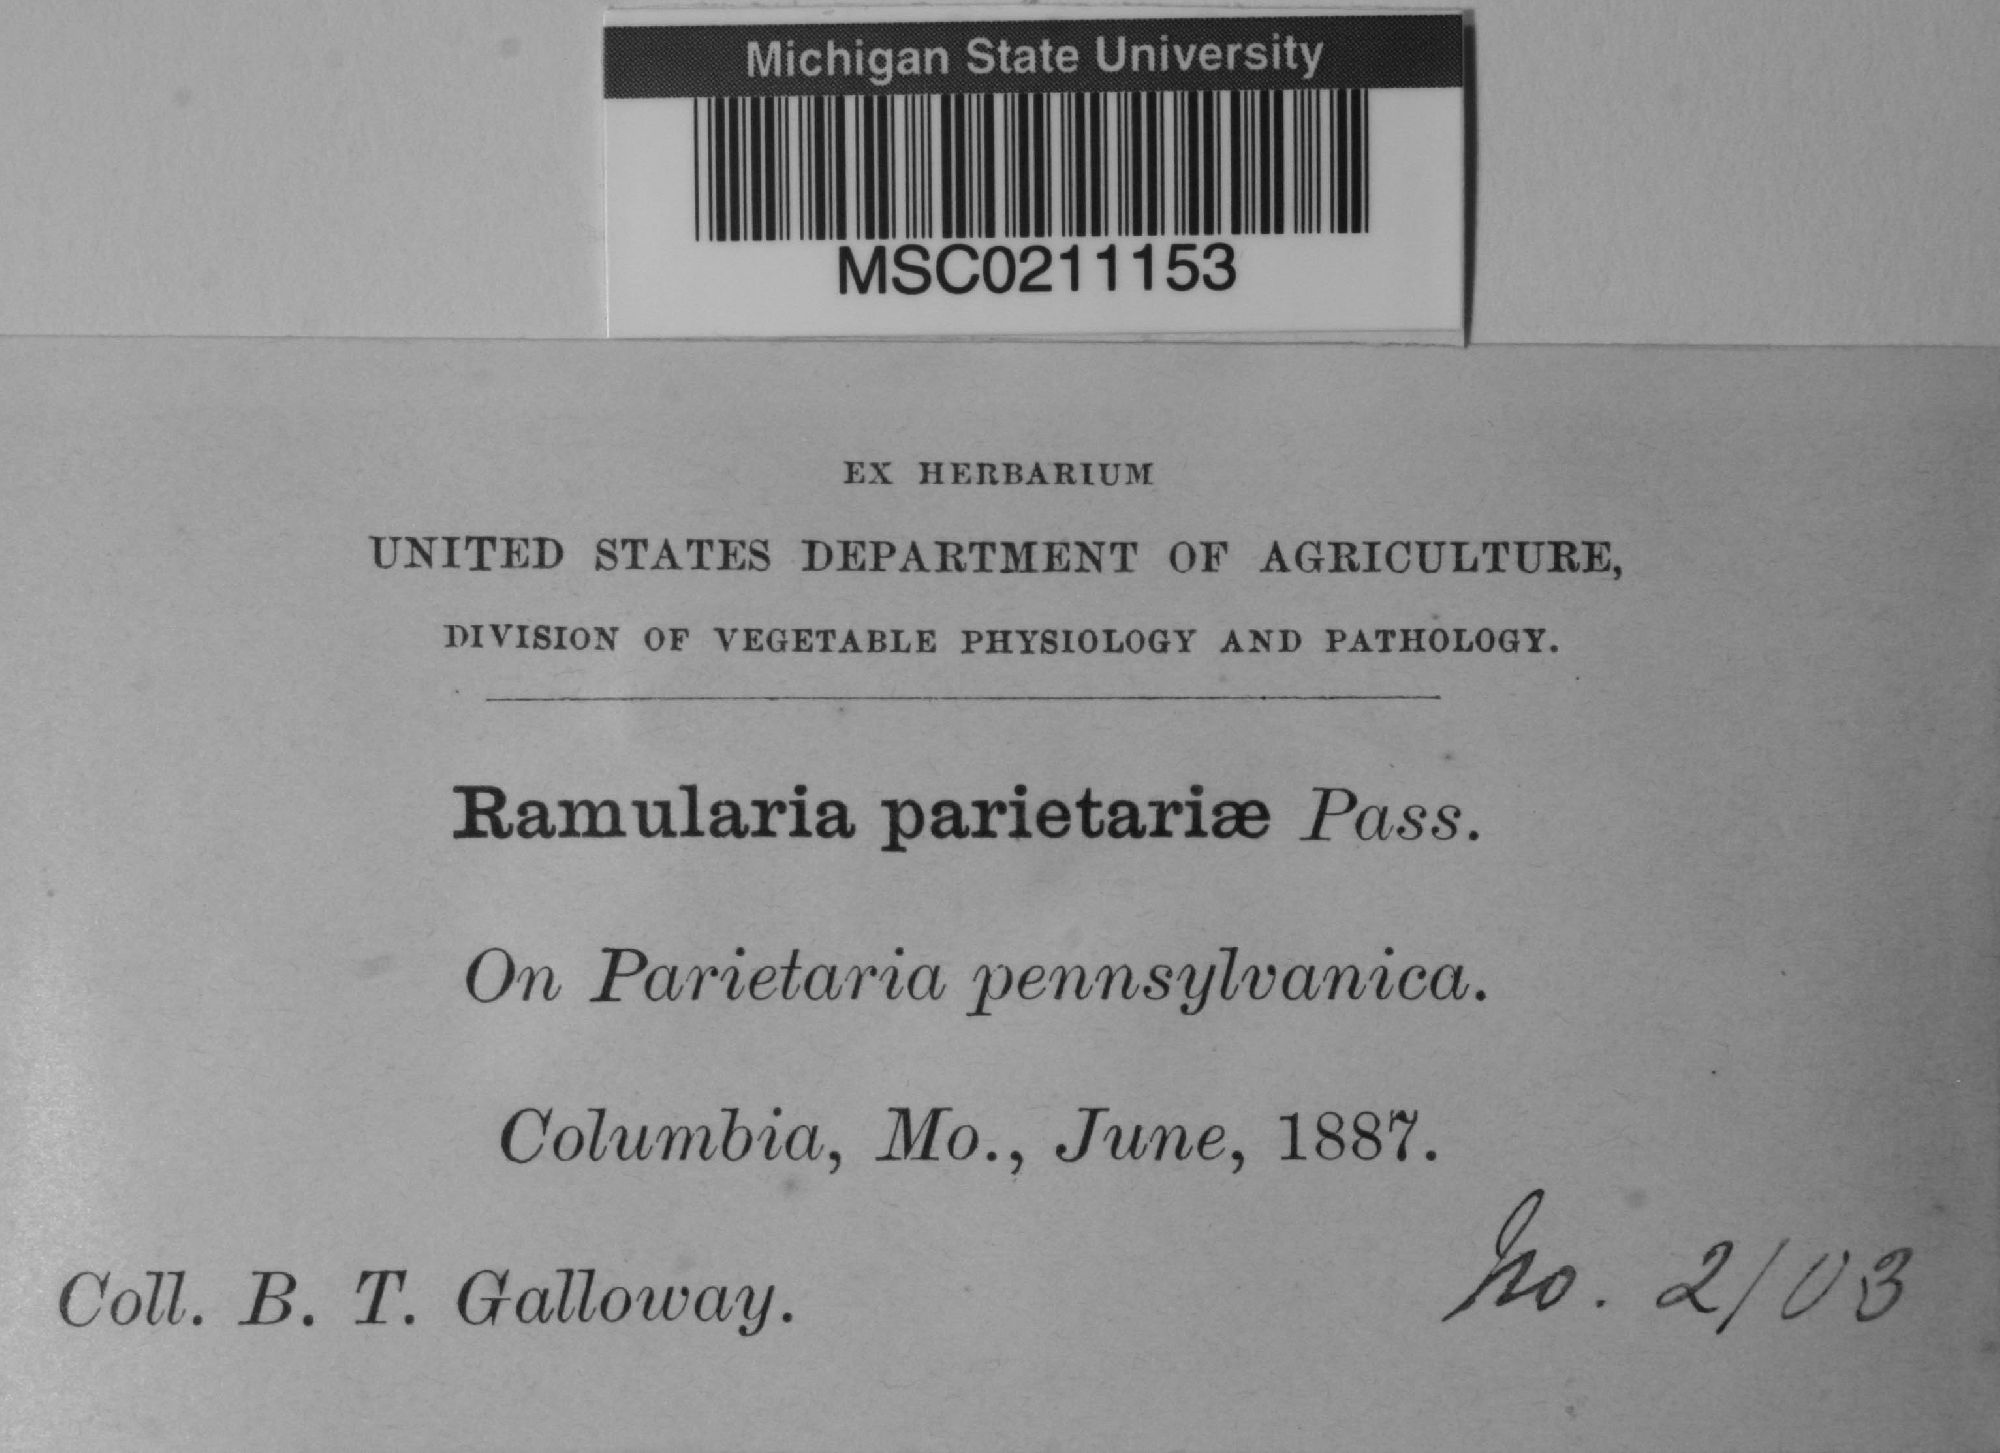 Michigan State University
MSC0211153
EX HERBARIUM
UNITED STATES DEPARTMENT OF AGRICULTURE,
DIVISION OF VEGETABLE PHYSIOLOGY AND PATHOLOGY.
Ramularia parietariæ Pass.
On Parietaria pennsylvanica.
Columbia, Mo., June, 1887.
Coll. B. T. Galloway.
No. 2103